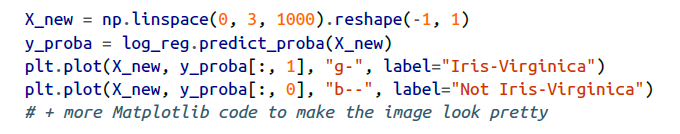 X_new = np.linspace(0, 3, 1000).reshape(-1, 1)
y_proba = log_reg.predict_proba(X_new)
plt.plot(X_new, y_proba[:, 1], "g-", label="Iris-Virginica")
plt.plot(X_new, y_proba[:, 0], "b--", label="Not Iris-Virginica")
# + more Matplotlib code to make the image look pretty